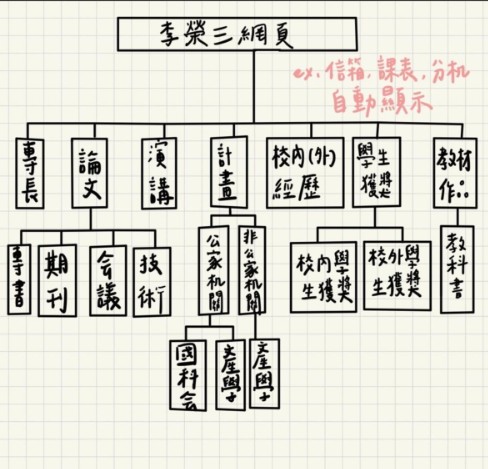 李榮三網頁
ex. 信箱, 課表, 分机
自動顯示
專長
論文
演講
計畫
校內(外)
經歷
學生
獲獎
教材
作品
專書
期刊
会議
技術
公家机關
非公家机關
校內學
生獲獎
校外學
生獲獎
教科書
國科会
產學
產學